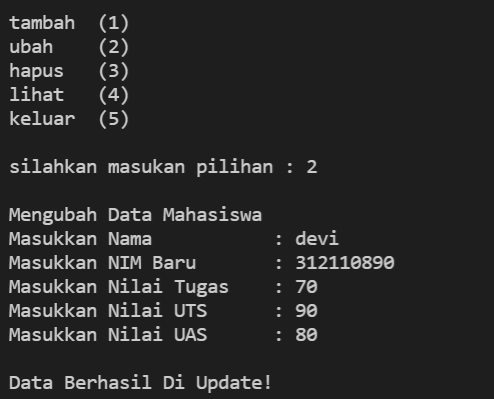 tambah  (1)
ubah    (2)
hapus   (3)
lihat   (4)
keluar  (5)

silahkan masukan pilihan : 2

Mengubah Data Mahasiswa
Masukkan Nama           : devi
Masukkan NIM Baru       : 312110890
Masukkan Nilai Tugas    : 70
Masukkan Nilai UTS      : 90
Masukkan Nilai UAS      : 80

Data Berhasil Di Update!